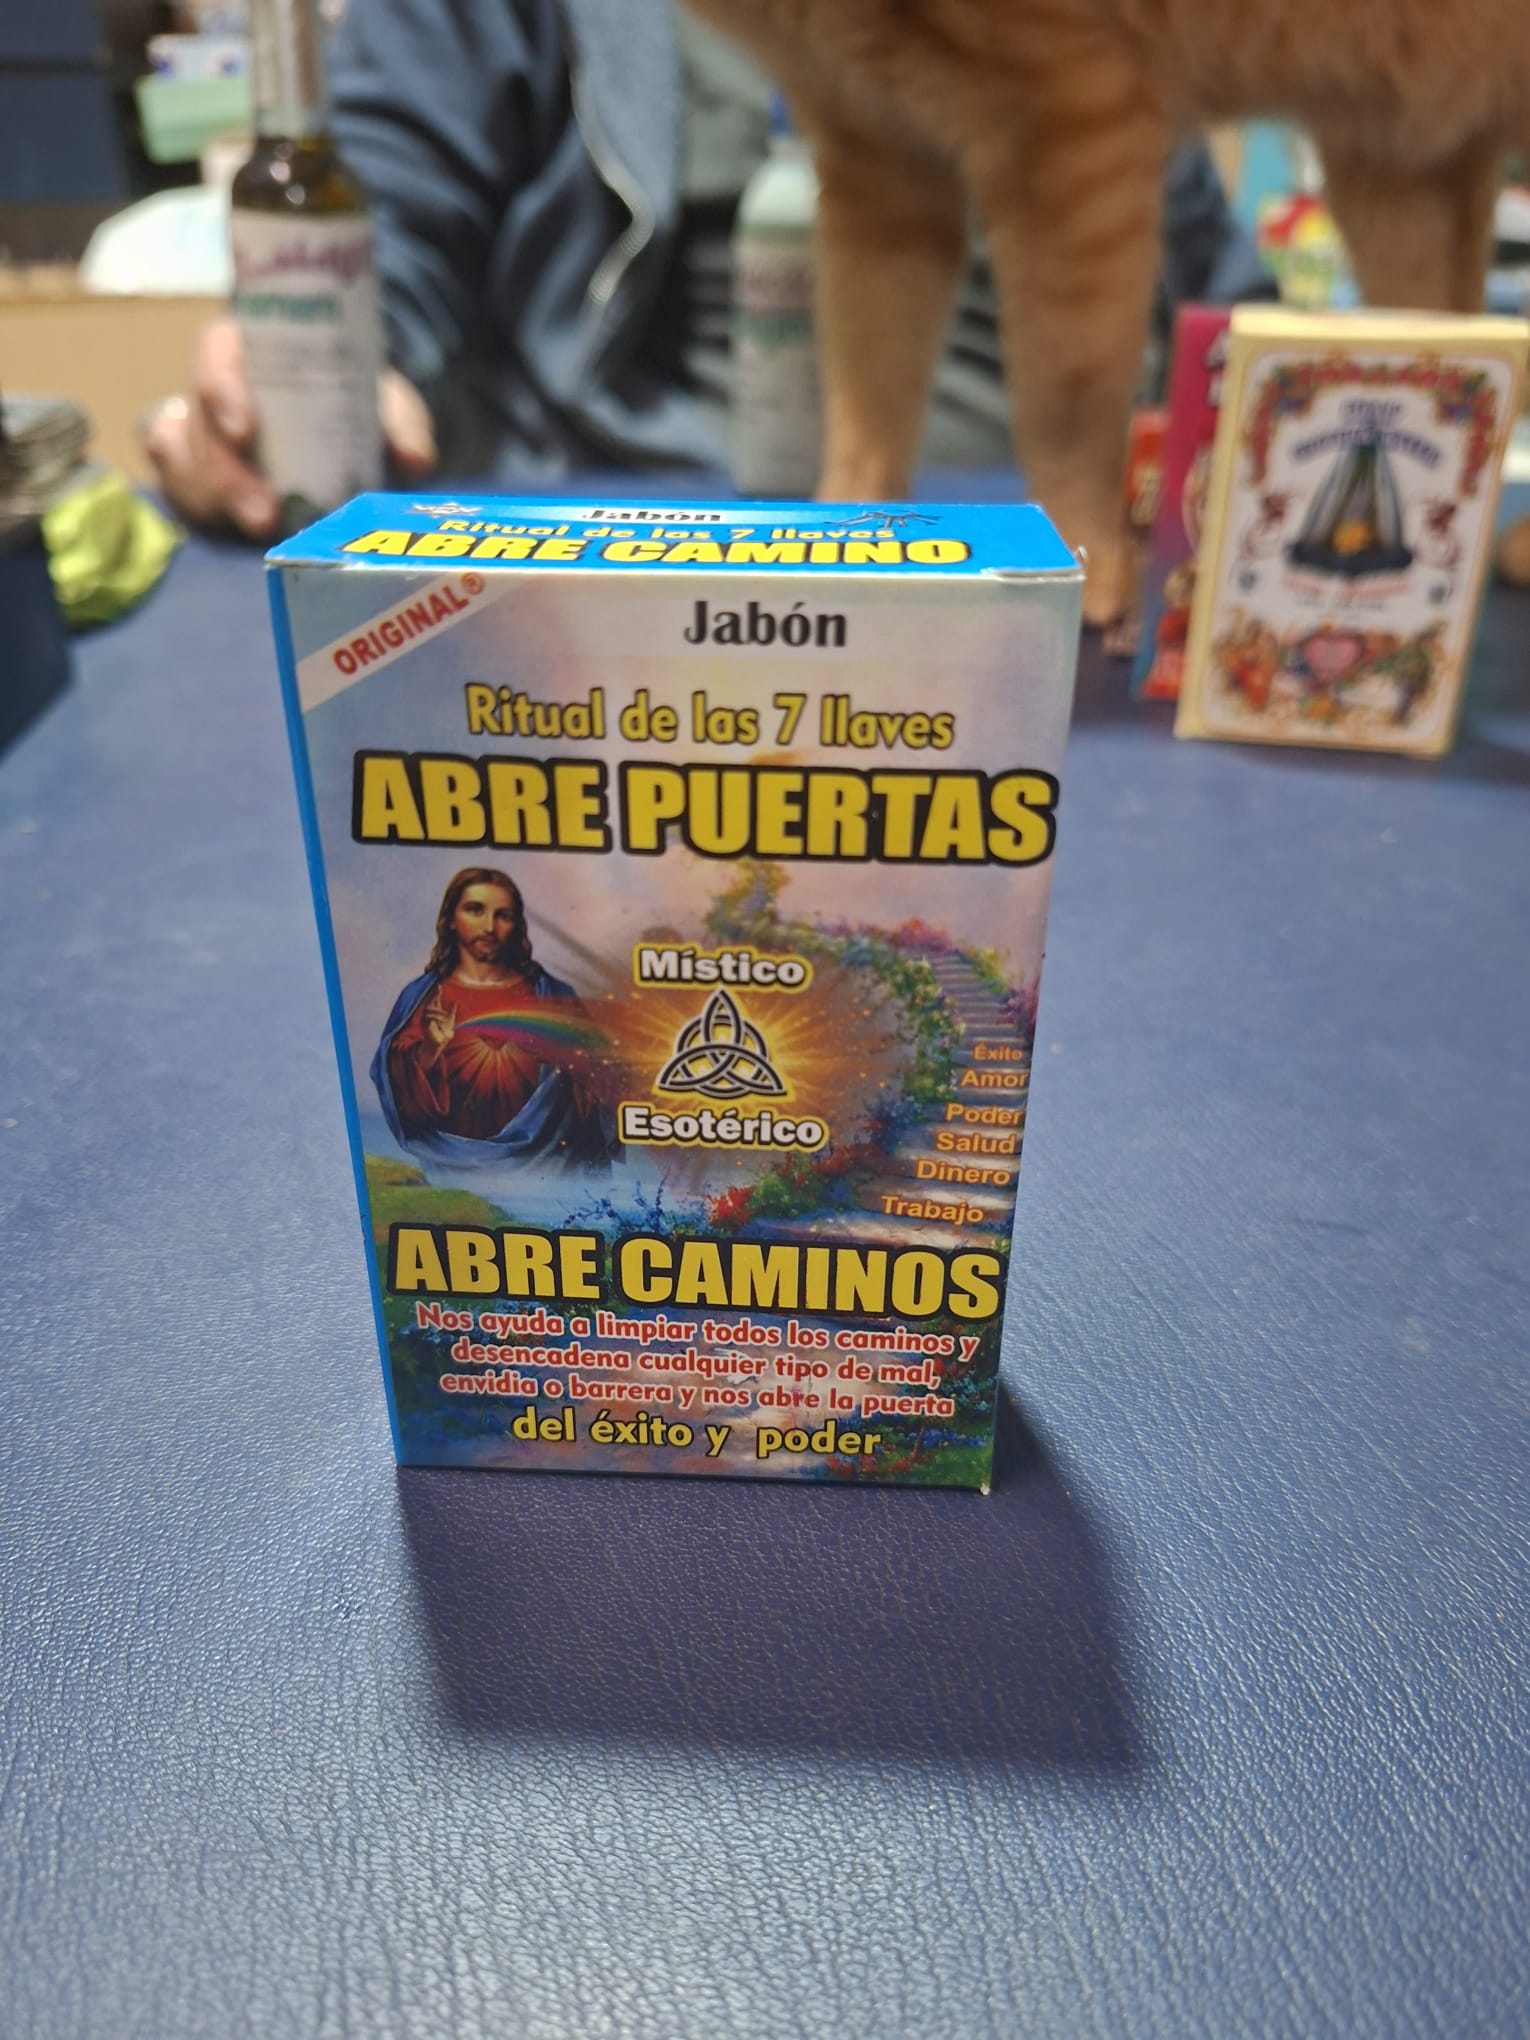 Jabón
Ritual de las 7 llaves
ABRE CAMINO
ORIGINAL®
Jabón
Ritual de las 7 llaves
ABRE PUERTAS
Místico
Esotérico
Éxito
Amor
Poder
Salud
Dinero
Trabajo
ABRE CAMINOS
Nos ayuda a limpiar todos los caminos y
desencadena cualquier tipo de mal,
envidia o barrera y nos abre la puerta
del éxito y poder